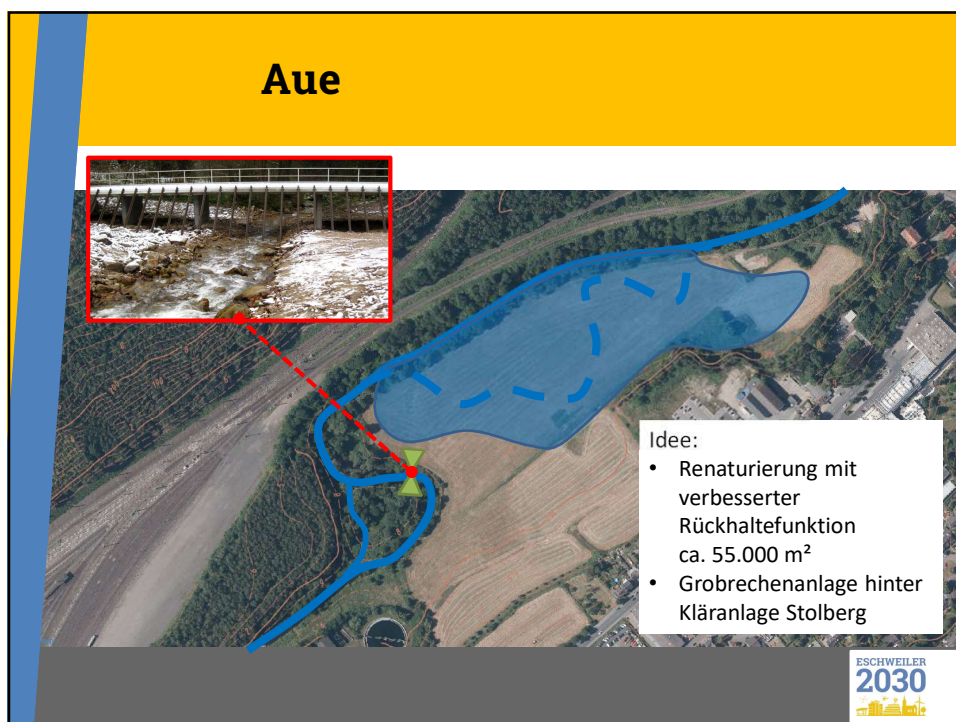 Aue
Idee:
• Renaturierung mit
verbesserter
Rückhaltefunktion
ca. 55.000 m²
• Grobrechenanlage hinter
Kläranlage Stolberg
ESCHWEILER
2030